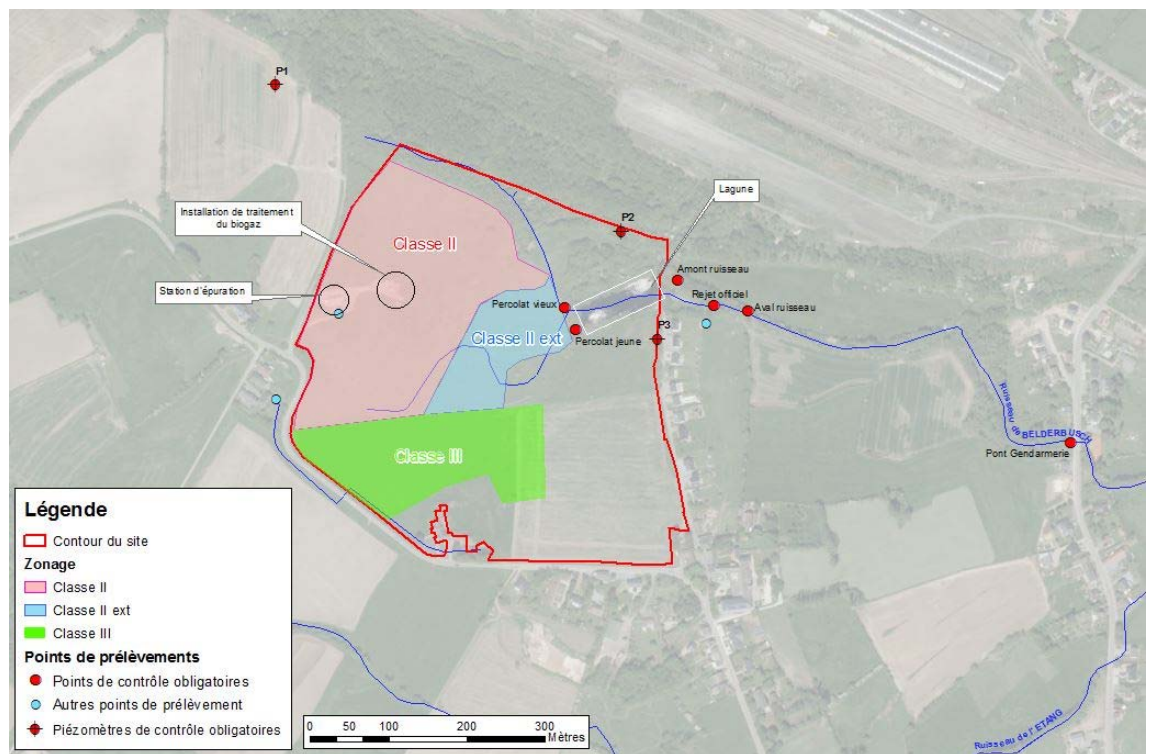 P1
Installation de traitement
du biogaz
Lagune
P2
Classe II
Station d'épuration
Amont ruisseau
Percolat vieux
Rejet officiel
Aval ruisseau
Classe II ext
Percolat jeune
P3
Ruisseau de BELDERBUSCH
Pont Gendarmerie
Classe III
Légende
Contour du site
Zonage
Classe II
Classe II ext
Classe III
Points de prélèvements
Points de contrôle obligatoires
Autres points de prélèvement
Piézomètres de contrôle obligatoires
0 50 100 200 300
Mètres
Ruisseau de l'ETANG